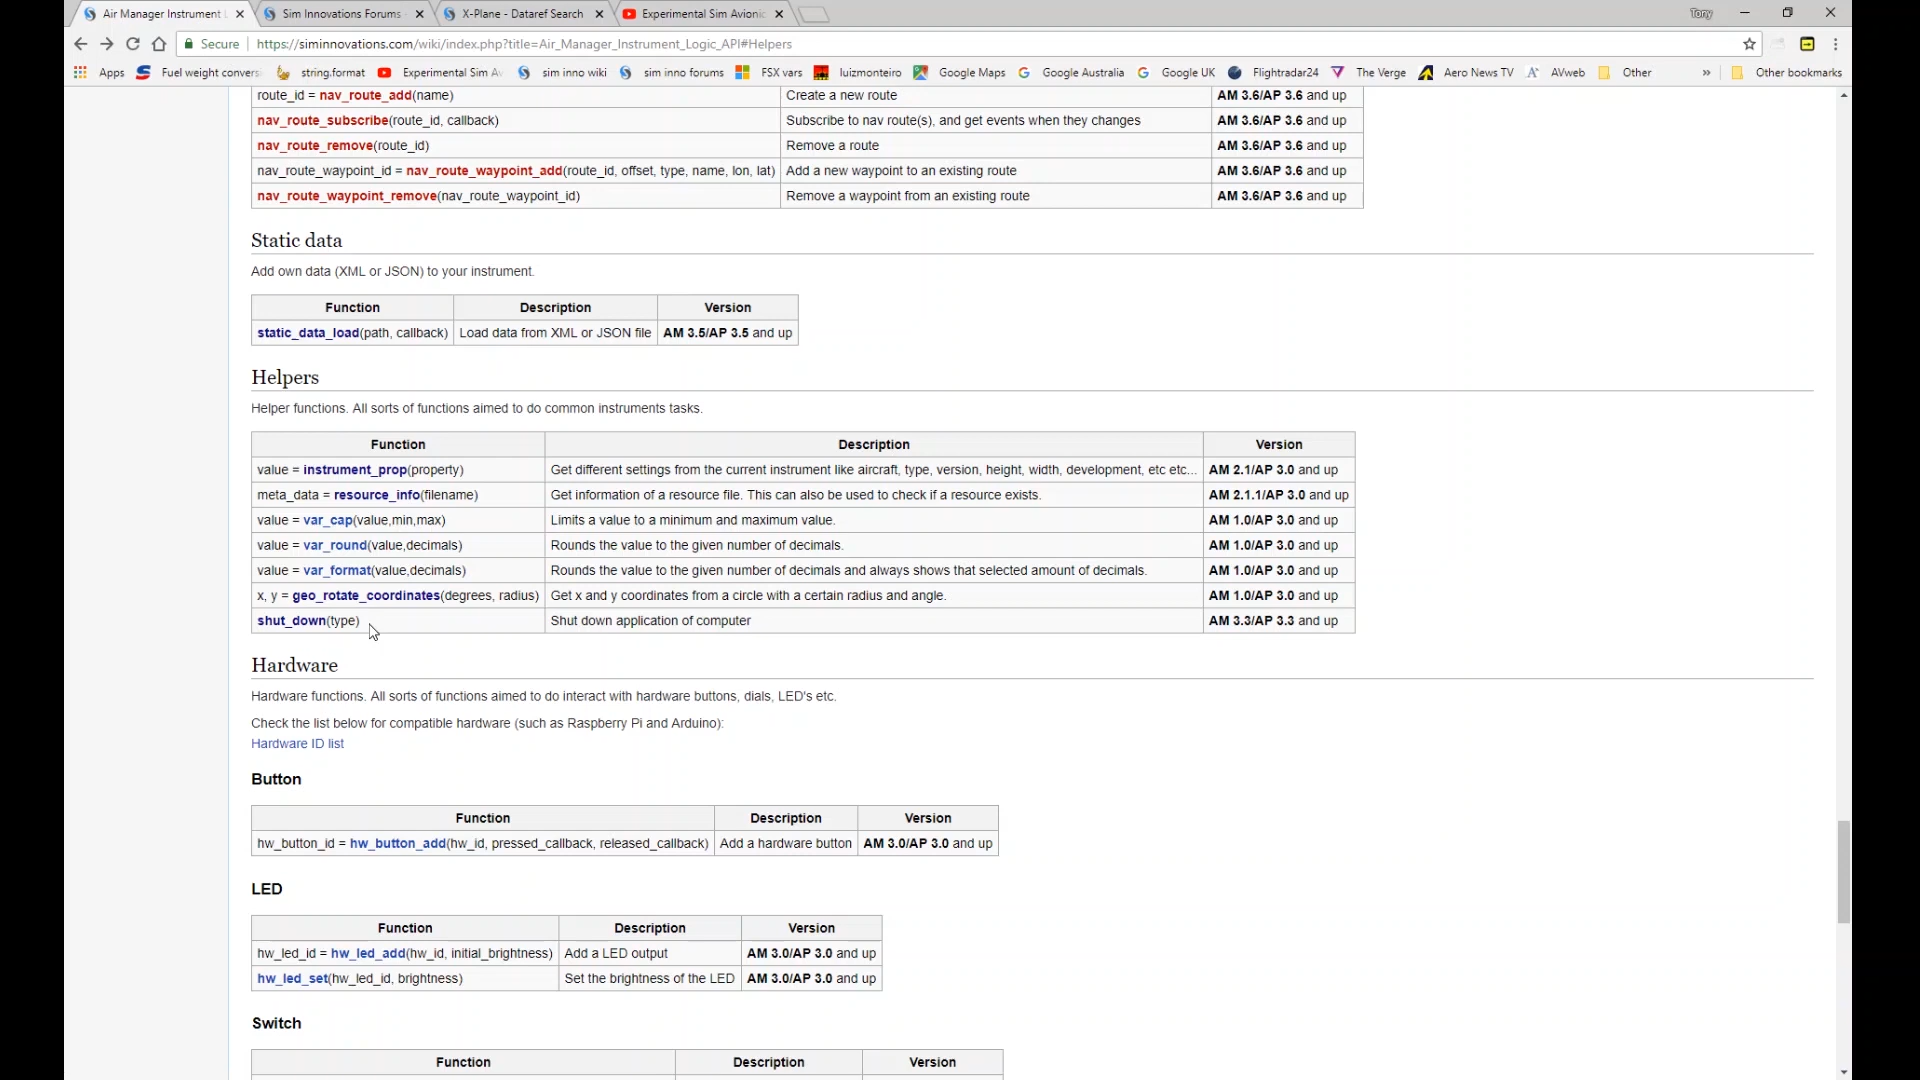 Air Manager Instrument L
Sim Innovations Forums
X-Plane - Dataref Search
Experimental Sim Avionic
Tony
Secure
https://siminnovations.com/wiki/index.php?title=Air_Manager_Instrument_Logic_API#Helpers
Apps
Fuel weight convers
string.format
Experimental Sim Av
sim inno wiki
sim inno forums
FSX vars
luizmonteiro
Google Maps
Google Australia
Google UK
Flightradar24
The Verge
Aero News TV
AVweb
Other
»
Other bookmarks
route_id = nav_route_add(name) Create a new route AM 3.6/AP 3.6 and up
nav_route_subscribe(route_id, callback) Subscribe to nav route(s), and get events when they changes AM 3.6/AP 3.6 and up
nav_route_remove(route_id) Remove a route AM 3.6/AP 3.6 and up
nav_route_waypoint_id = nav_route_waypoint_add(route_id, offset, type, name, lon, lat) Add a new waypoint to an existing route AM 3.6/AP 3.6 and up
nav_route_waypoint_remove(nav_route_waypoint_id) Remove a waypoint from an existing route AM 3.6/AP 3.6 and up
Static data
Add own data (XML or JSON) to your instrument.
Function Description Version
static_data_load(path, callback) Load data from XML or JSON file AM 3.5/AP 3.5 and up
Helpers
Helper functions. All sorts of functions aimed to do common instruments tasks.
Function Description Version
value = instrument_prop(property) Get different settings from the current instrument like aircraft, type, version, height, width, development, etc etc... AM 2.1/AP 3.0 and up
meta_data = resource_info(filename) Get information of a resource file. This can also be used to check if a resource exists. AM 2.1.1/AP 3.0 and up
value = var_cap(value,min,max) Limits a value to a minimum and maximum value. AM 1.0/AP 3.0 and up
value = var_round(value,decimals) Rounds the value to the given number of decimals. AM 1.0/AP 3.0 and up
value = var_format(value,decimals) Rounds the value to the given number of decimals and always shows that selected amount of decimals. AM 1.0/AP 3.0 and up
x, y = geo_rotate_coordinates(degrees, radius) Get x and y coordinates from a circle with a certain radius and angle. AM 1.0/AP 3.0 and up
shut_down(type) Shut down application of computer AM 3.3/AP 3.3 and up
Hardware
Hardware functions. All sorts of functions aimed to do interact with hardware buttons, dials, LED's etc.
Check the list below for compatible hardware (such as Raspberry Pi and Arduino):
Hardware ID list
Button
Function Description Version
hw_button_id = hw_button_add(hw_id, pressed_callback, released_callback) Add a hardware button AM 3.0/AP 3.0 and up
LED
Function Description Version
hw_led_id = hw_led_add(hw_id, initial_brightness) Add a LED output AM 3.0/AP 3.0 and up
hw_led_set(hw_led_id, brightness) Set the brightness of the LED AM 3.0/AP 3.0 and up
Switch
Function Description Version